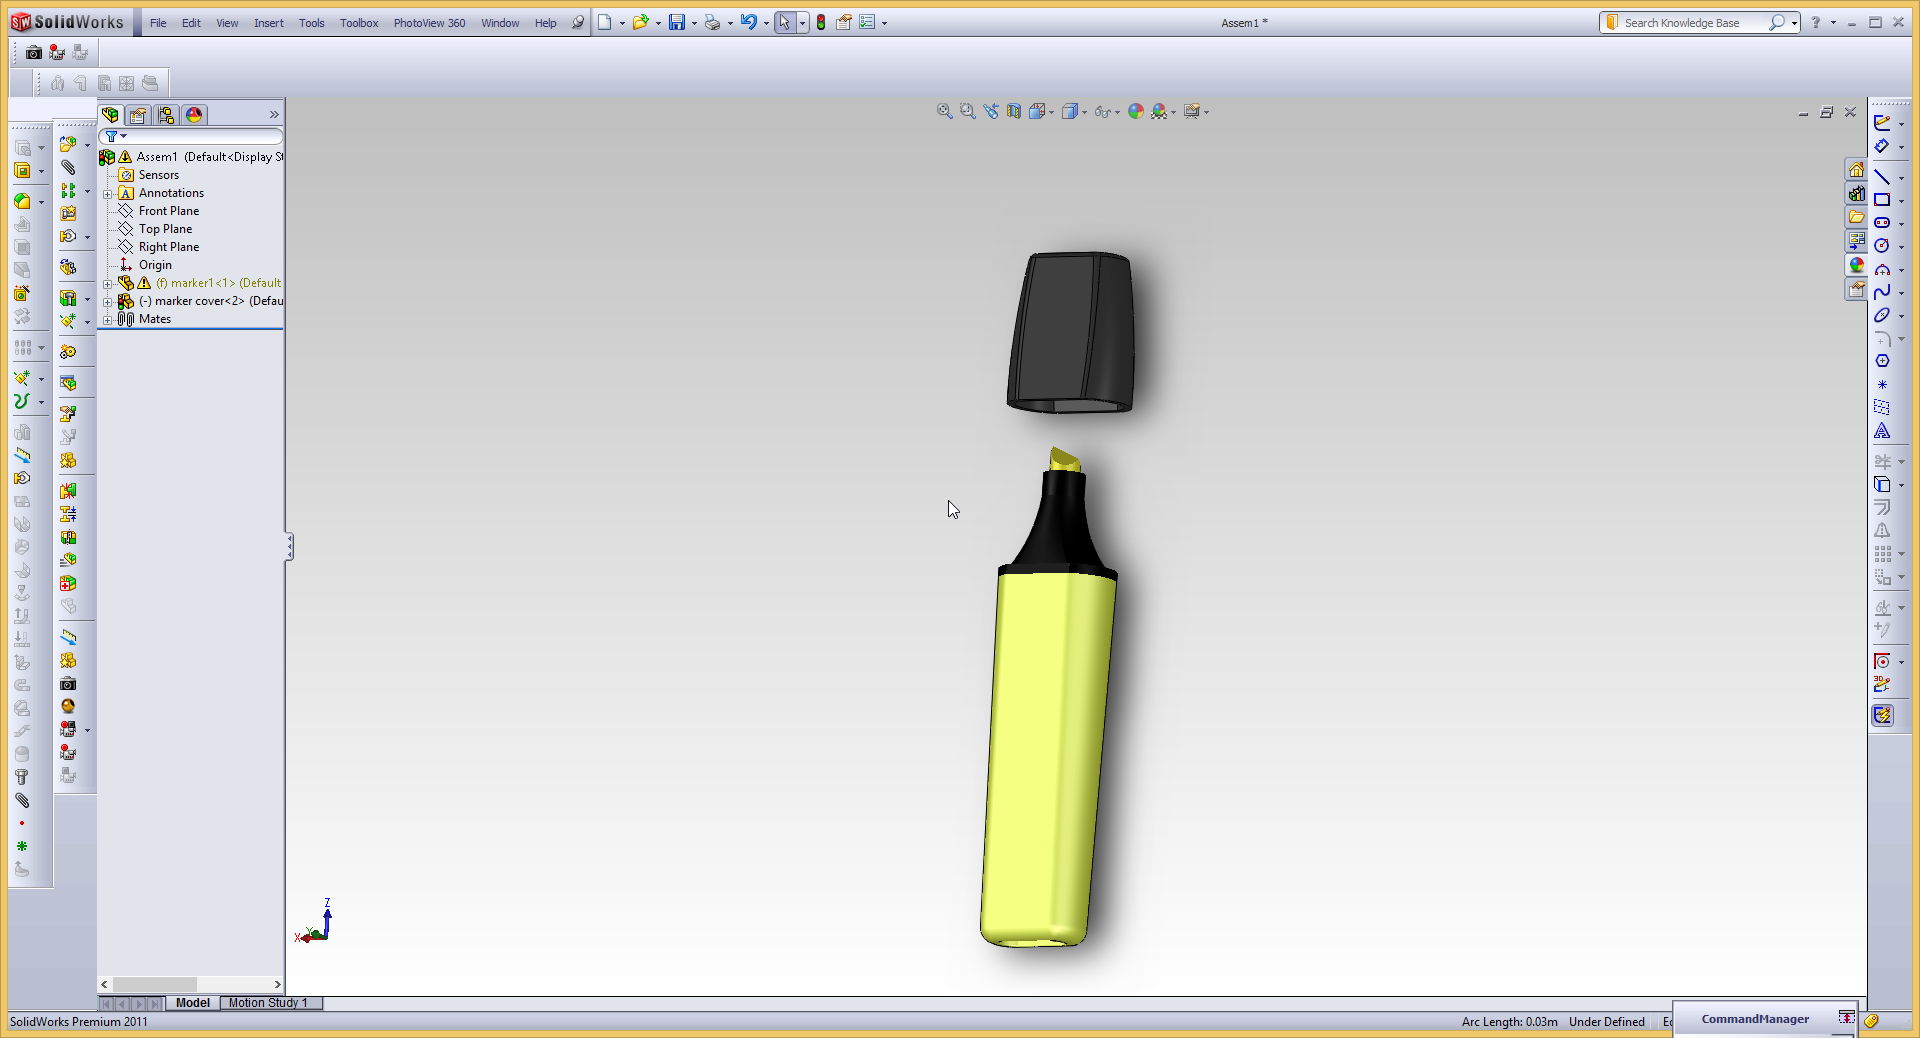 SolidWorks File Edit View Insert Tools Toolbox PhotoView 360 Window Help Assem1 * Search Knowledge Base ?
Assem1 (Default<Display S
Sensors
A Annotations
Front Plane
Top Plane
Right Plane
Origin
(f) marker1<1> (Default
(-) marker cover<2> (Defau
Mates
3D
Z
X Y
Model Motion Study 1
SolidWorks Premium 2011 Arc Length: 0.03m Under Defined CommandManager